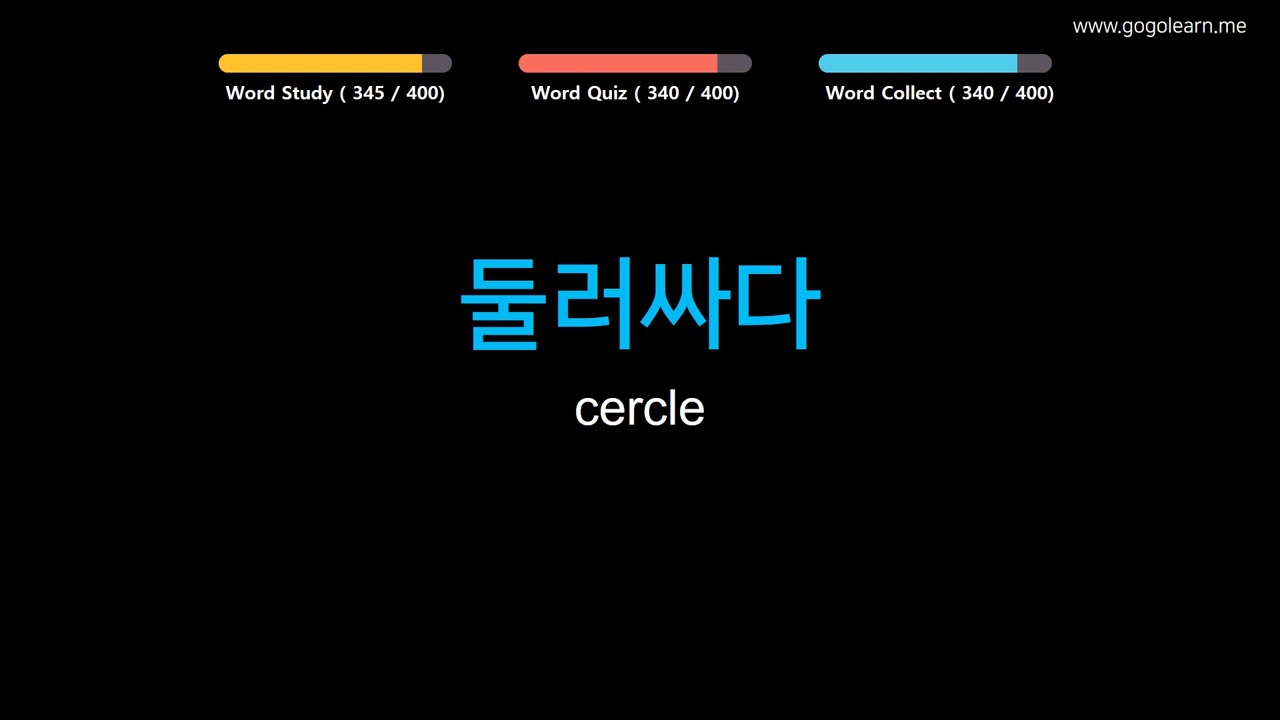 www.gogolearn.me
Word Study ( 345 / 400)
Word Quiz ( 340 / 400)
Word Collect ( 340 / 400)
둘러싸다
cercle